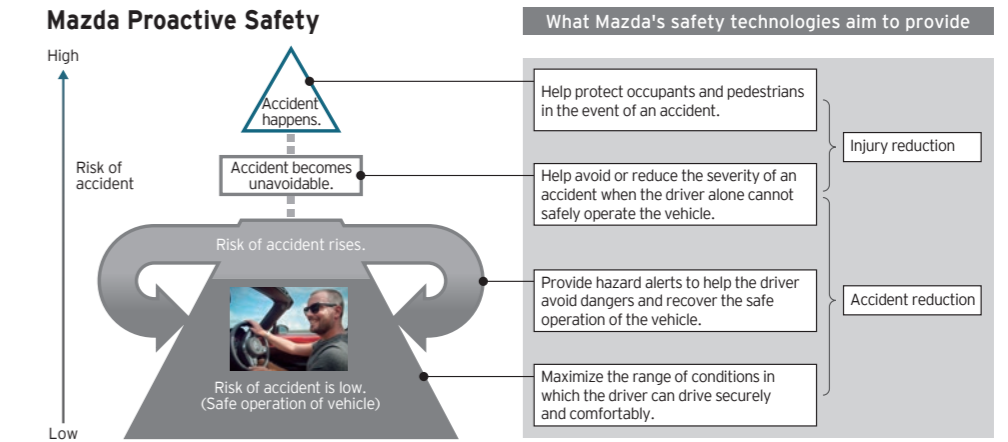 Mazda Proactive Safety
What Mazda's safety technologies aim to provide
High
Risk of
accident
Low
Accident
happens.
Accident becomes
unavoidable.
Risk of accident rises.
Risk of accident is low.
(Safe operation of vehicle)
Help protect occupants and pedestrians
in the event of an accident.
Help avoid or reduce the severity of an
accident when the driver alone cannot
safely operate the vehicle.
Provide hazard alerts to help the driver
avoid dangers and recover the safe
operation of the vehicle.
Maximize the range of conditions in
which the driver can drive securely
and comfortably.
Injury reduction
Accident reduction